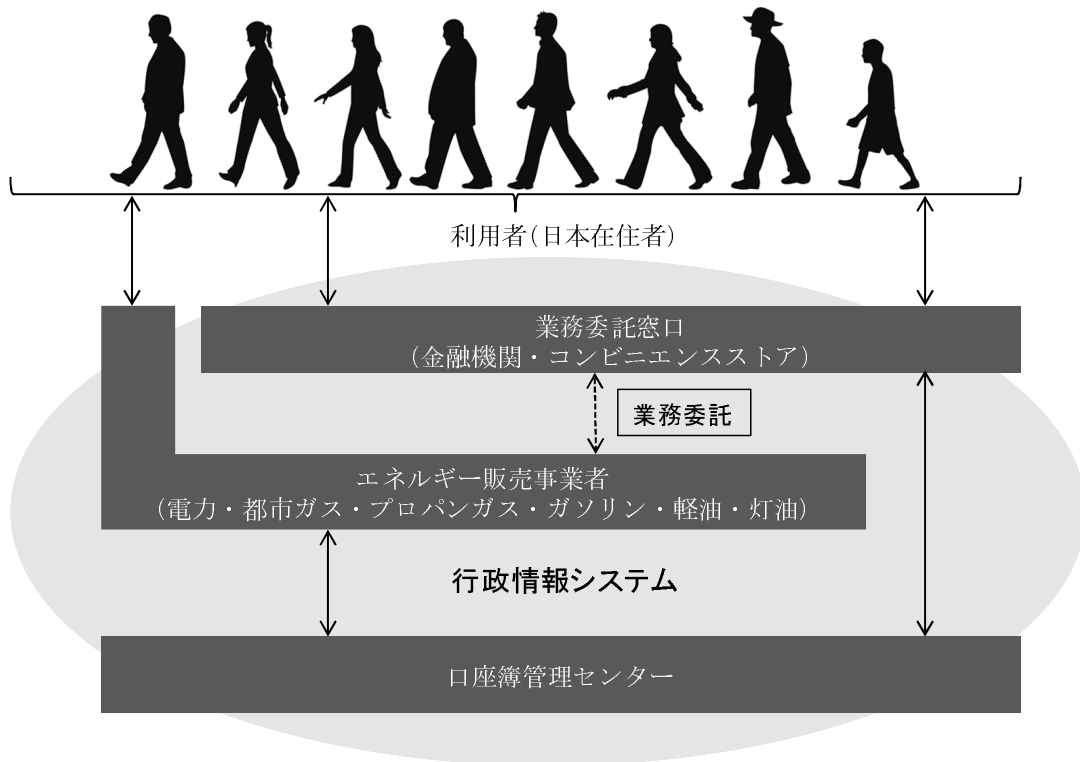 利用者(日本在住者)
業務委託窓口
(金融機関・コンビニエンスストア)
業務委託
エネルギー販売事業者
(電力・都市ガス・プロパンガス・ガソリン・軽油・灯油)
行政情報システム
口座簿管理センター